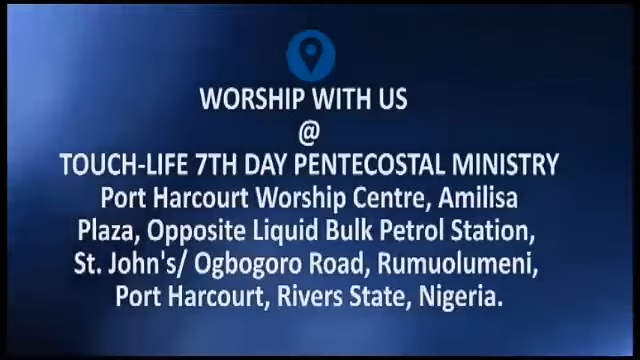 WORSHIP WITH US
@
TOUCH-LIFE 7TH DAY PENTECOSTAL MINISTRY
Port Harcourt Worship Centre, Amilisa
Plaza, Opposite Liquid Bulk Petrol Station,
St. John's/ Ogbogoro Road, Rumuolumeni,
Port Harcourt, Rivers State, Nigeria.